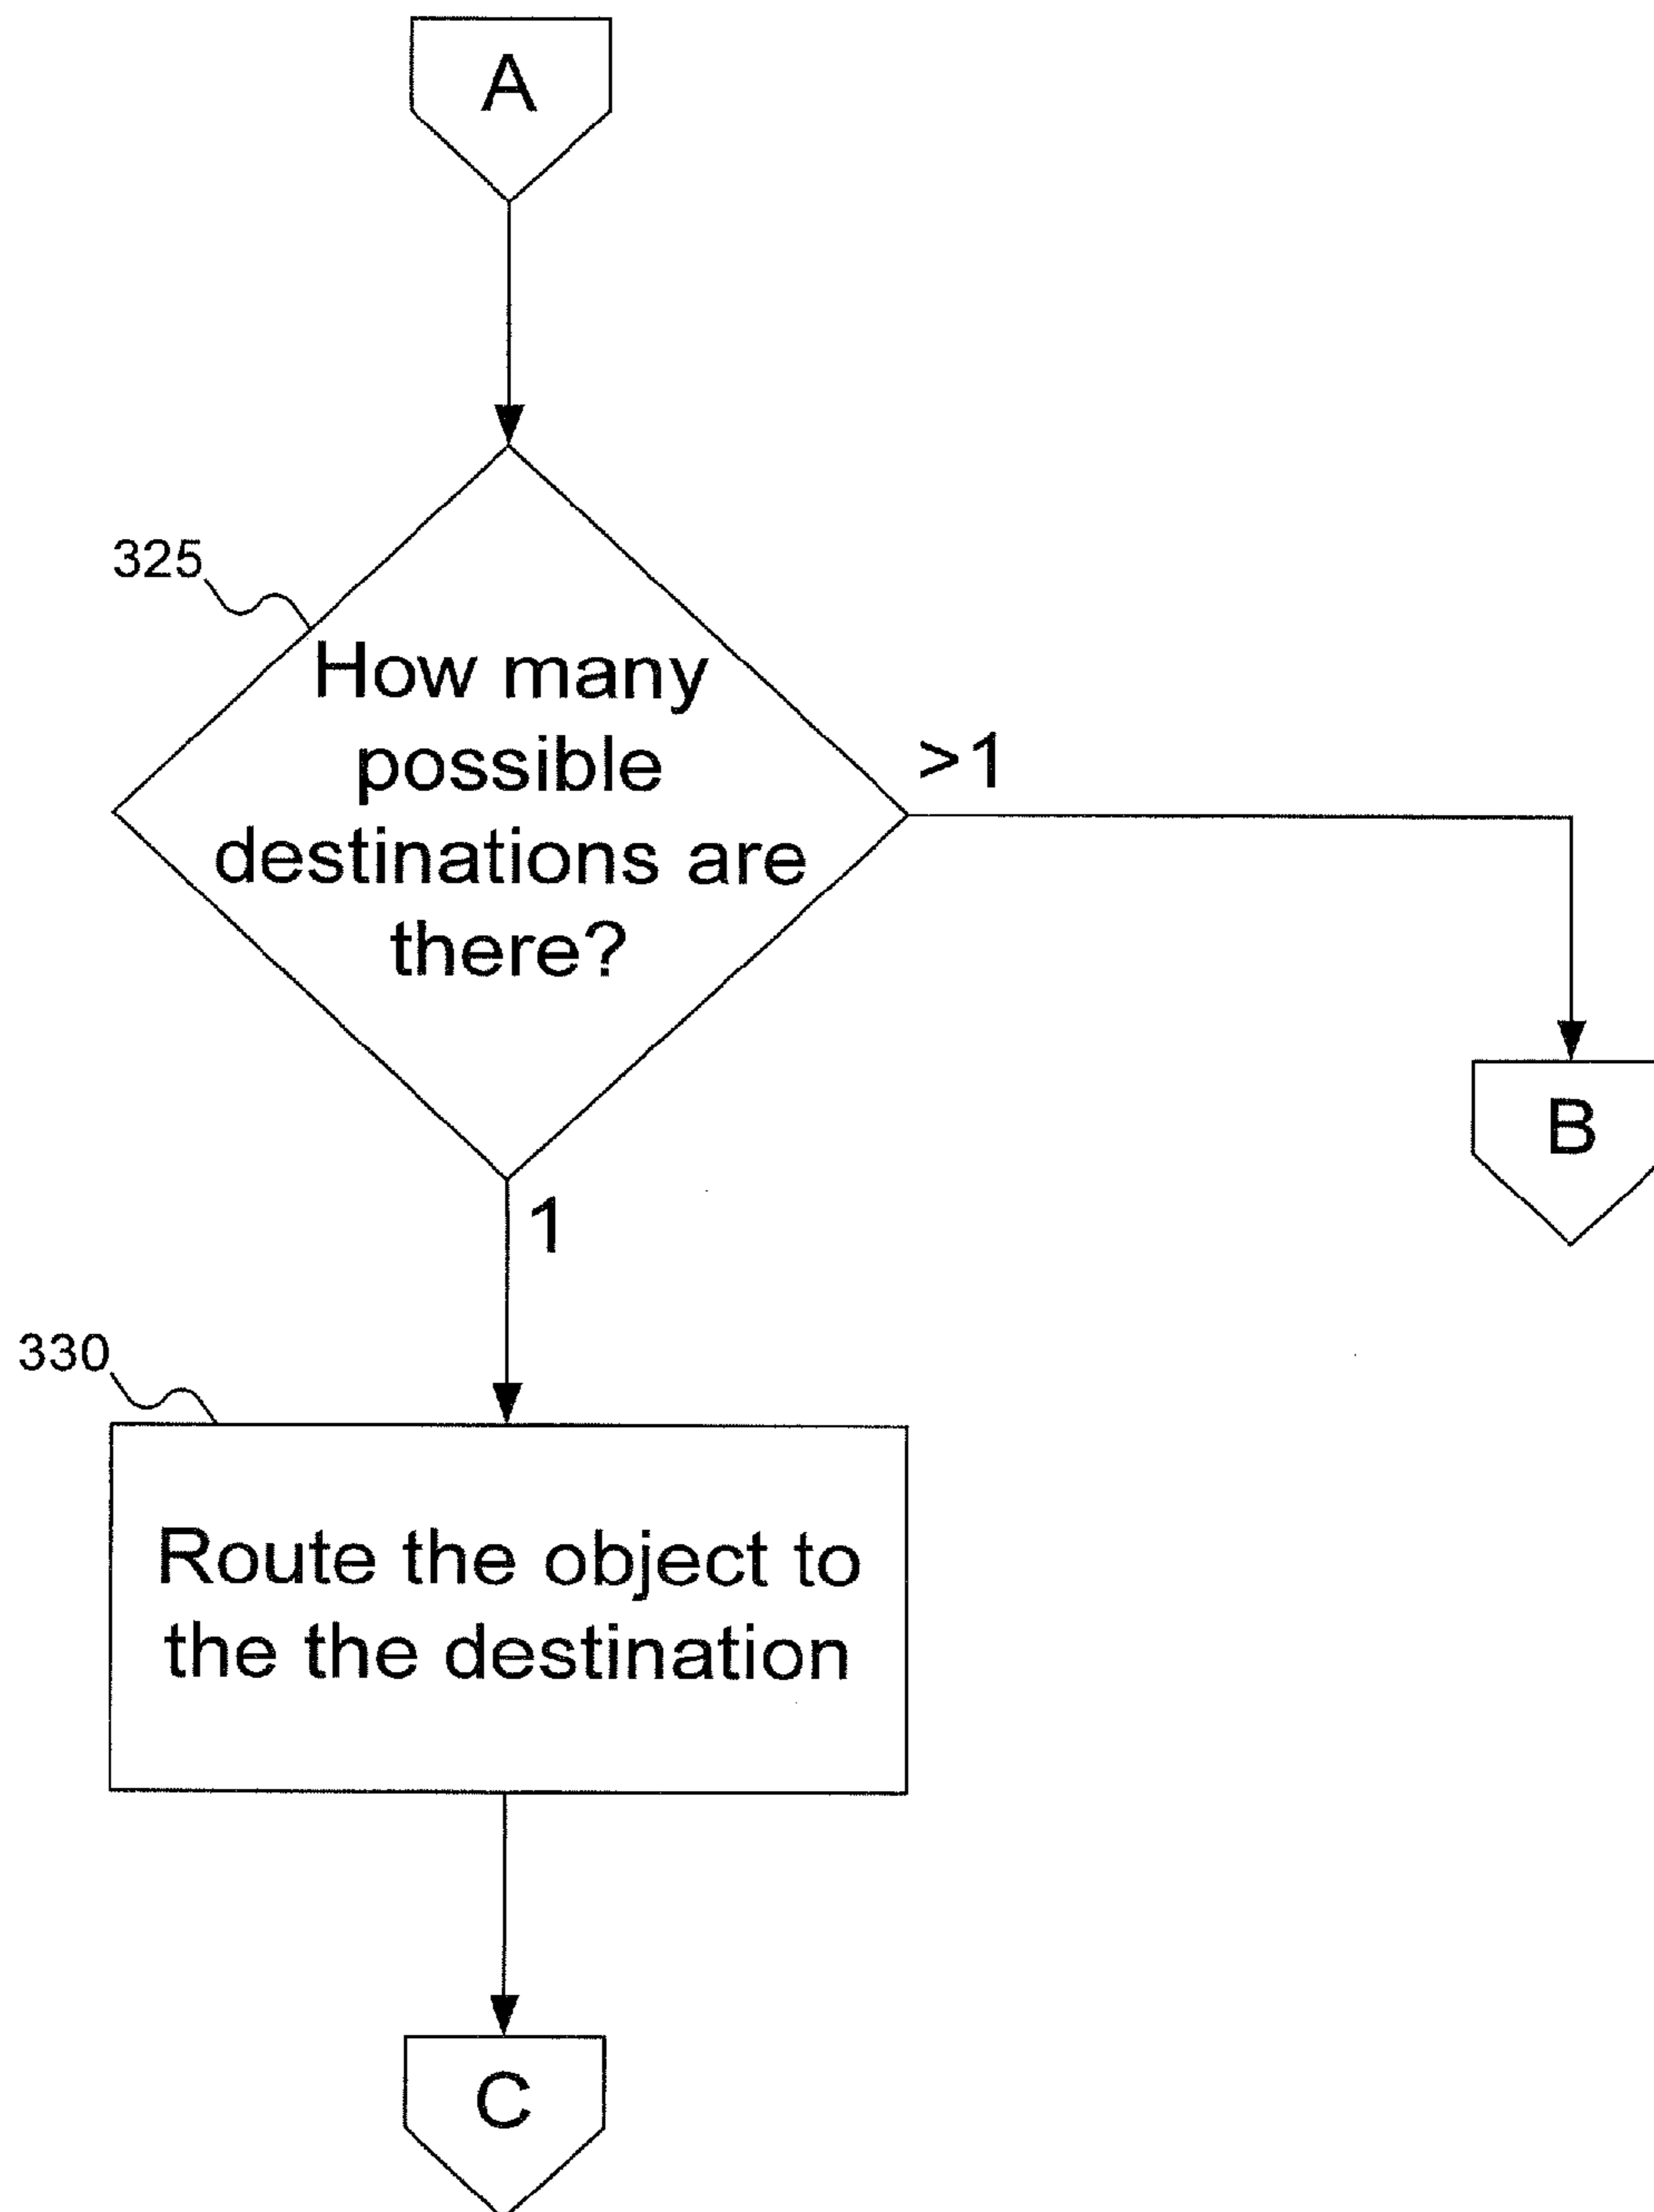 A
325
How many
possible
destinations are
there?
>1
B
1
330
Route the object to
the the destination
C